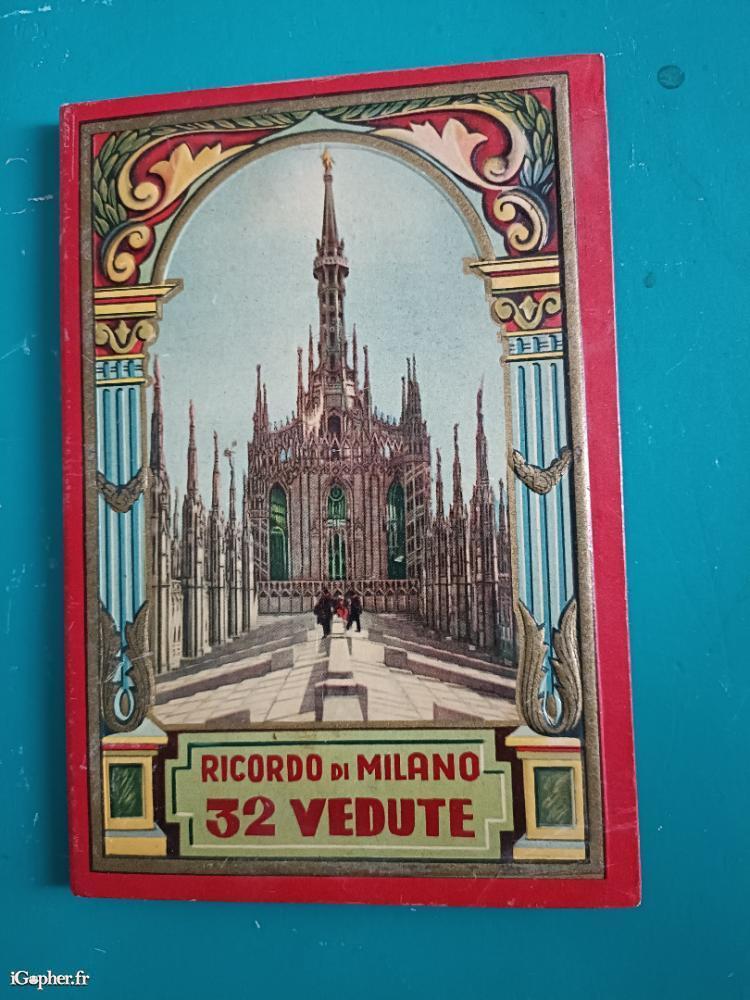 RICORDO DI MILANO
32 VEDUTE
iGopher.fr